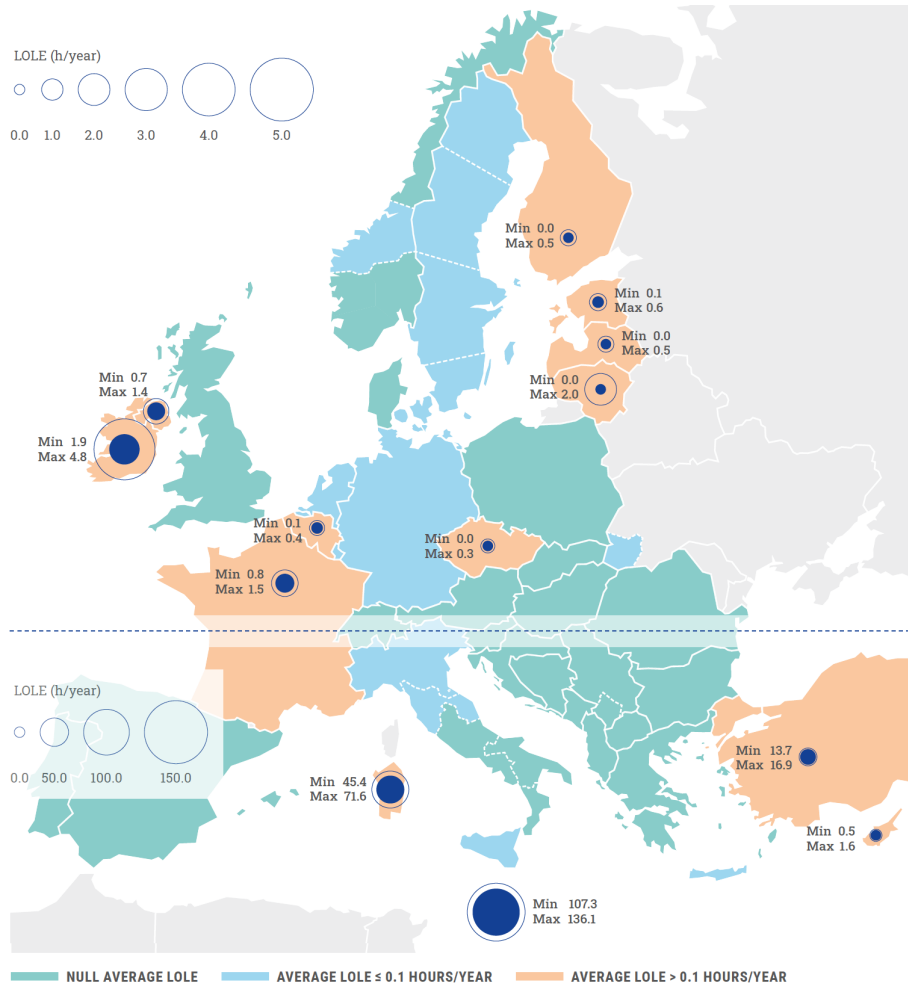 LOLE (h/year)
0.0 1.0 2.0 3.0 4.0 5.0
Min 0.0
Max 0.5
Min 0.1
Max 0.6
Min 0.0
Max 0.5
Min 0.0
Max 2.0
Min 0.7
Max 1.4
Min 1.9
Max 4.8
Min 0.1
Max 0.4
Min 0.0
Max 0.3
Min 0.8
Max 1.5
LOLE (h/year)
0.0 50.0 100.0 150.0
Min 13.7
Max 16.9
Min 45.4
Max 71.6
Min 0.5
Max 1.6
Min 107.3
Max 136.1
NULL AVERAGE LOLE AVERAGE LOLE ≤ 0.1 HOURS/YEAR AVERAGE LOLE > 0.1 HOURS/YEAR